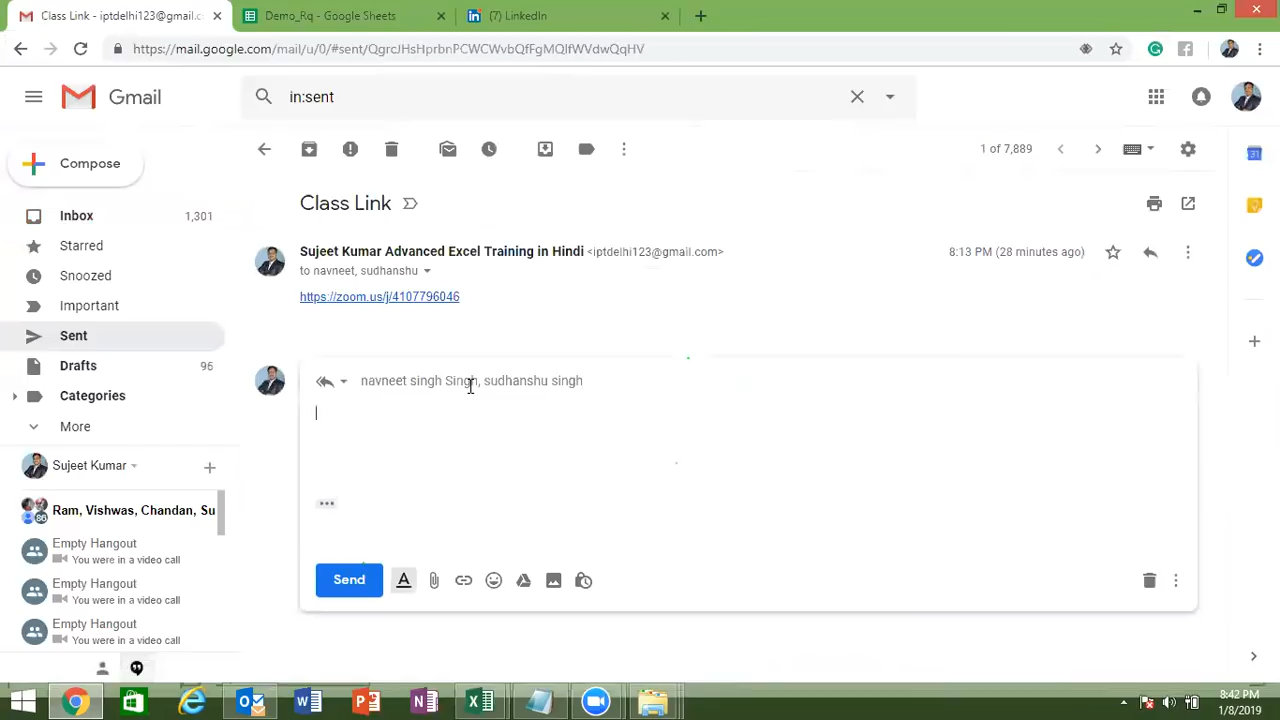 Class Link - iptdelhi123@gmail.c
Demo_Rq - Google Sheets
in (7) LinkedIn
https://mail.google.com/mail/u/0/#sent/QgrcJHsHprbnPCWCWvbQfFgMQlfWVdwQqHV
Gmail
in:sent
Compose
1 of 7,889
Inbox 1,301
Starred
Snoozed
Important
Sent
Drafts 96
Categories
More
Class Link
Sujeet Kumar Advanced Excel Training in Hindi <iptdelhi123@gmail.com>
8:13 PM (28 minutes ago)
to navneet, sudhanshu
https://zoom.us/j/4107796046
navneet singh Singh, sudhanshu singh
Send
Sujeet Kumar
Ram, Vishwas, Chandan, Su
Empty Hangout
You were in a video call
Empty Hangout
You were in a video call
Empty Hangout
You were in a video call
8:42 PM
1/8/2019